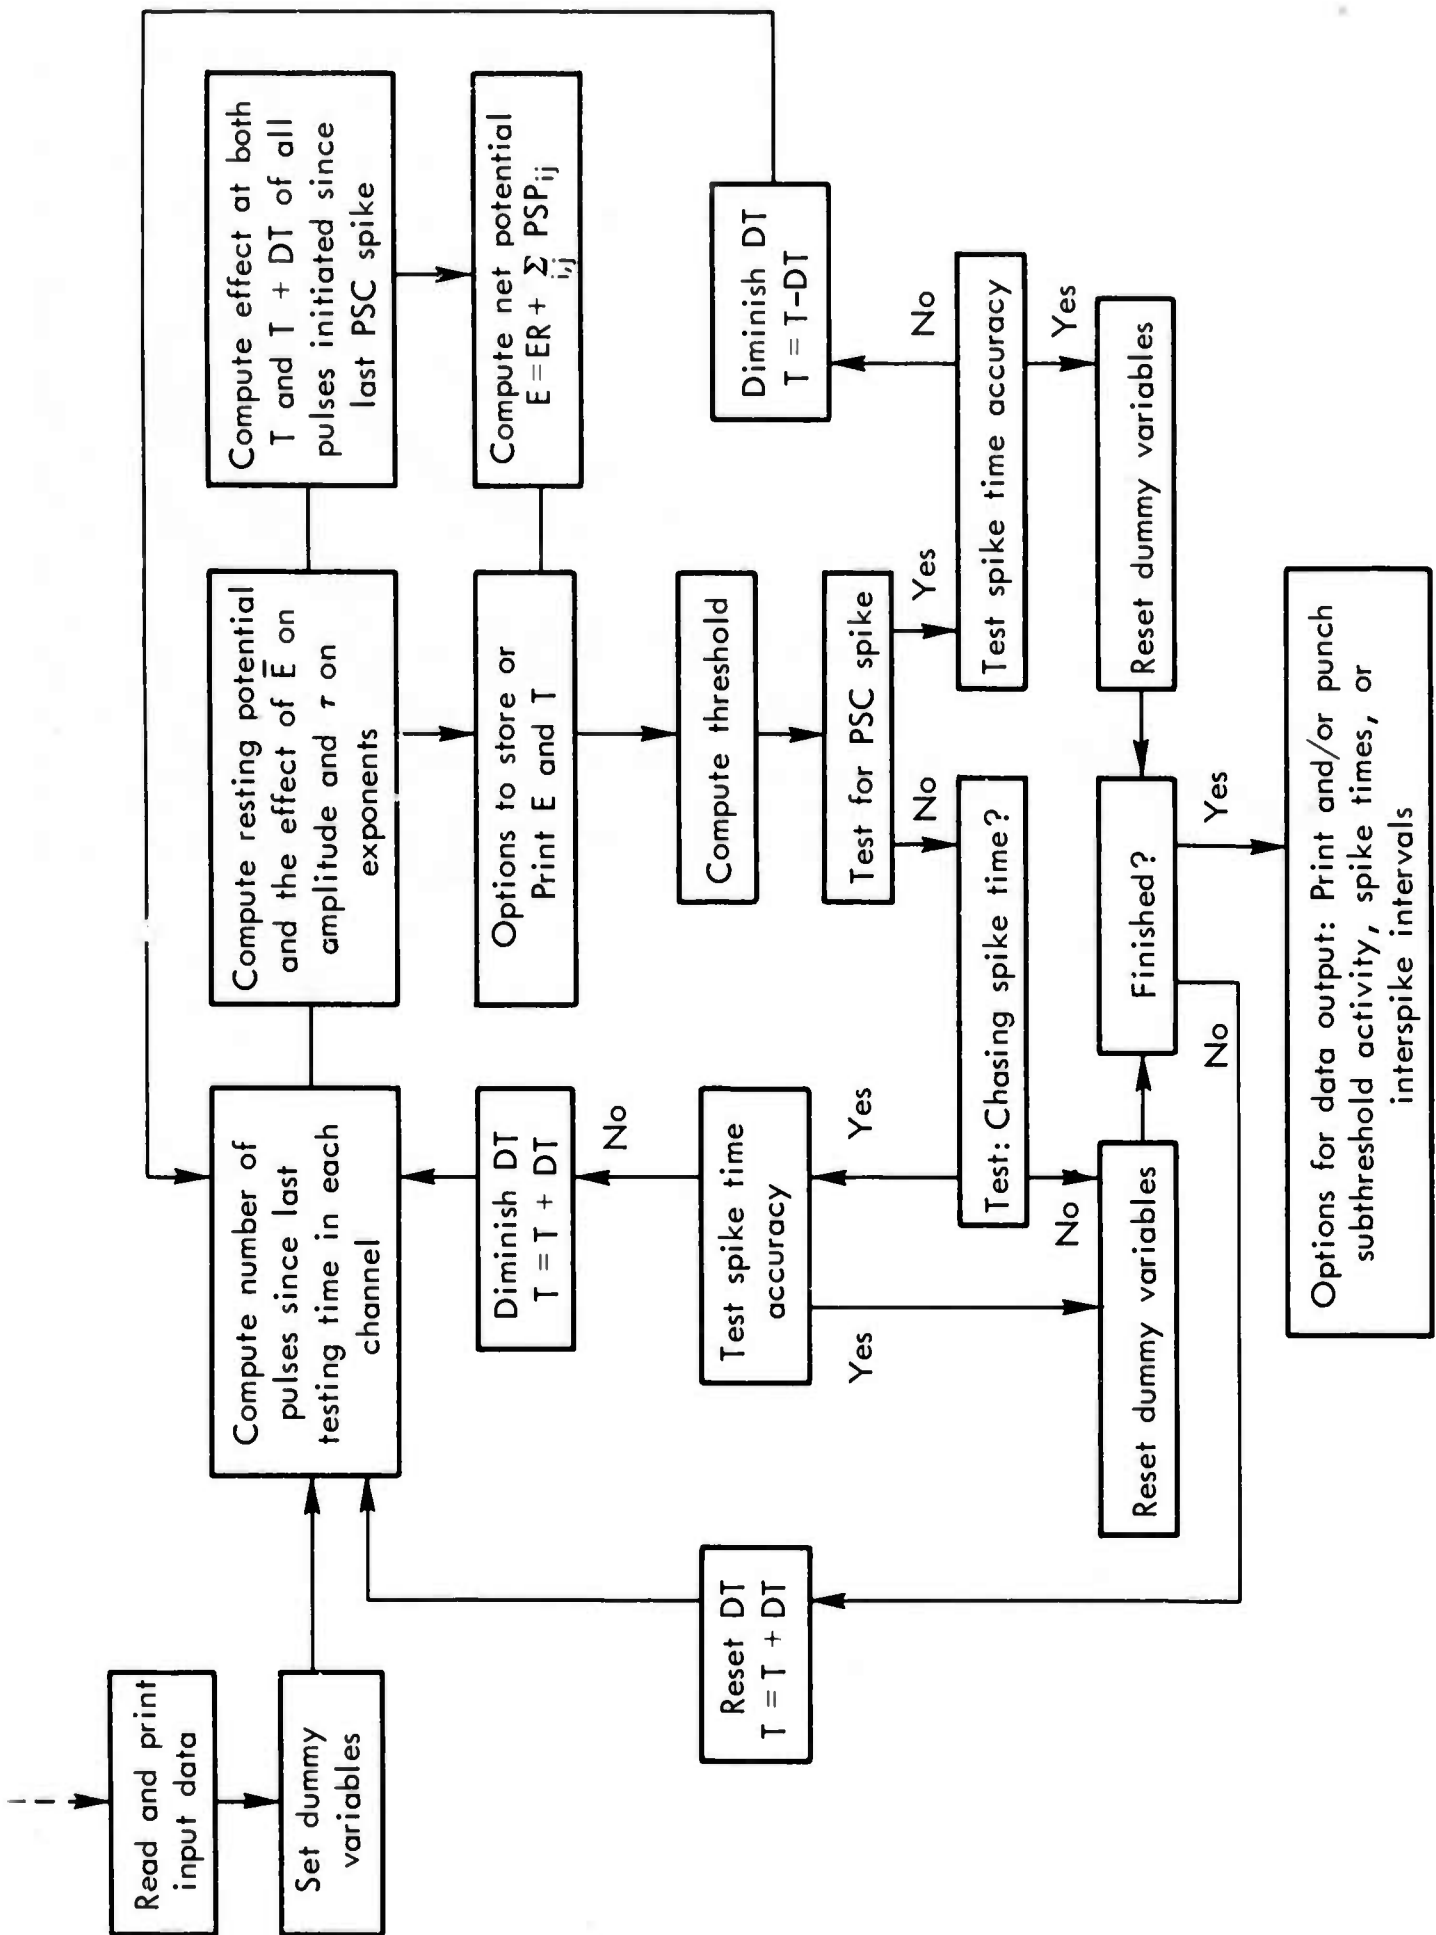 Read and print
input data
Set dummy
variables
Compute number of
pulses since last
testing time in each
channel
Compute resting potential
and the effect of E̅ on
amplitude and τ on
exponents
Compute effect at both
T and T + DT of all
pulses initiated since
last PSC spike
Compute net potential
E = ER + Σ PSPij
i,j
Options to store or
Print E and T
Compute threshold
Test for PSC spike
No
Yes
Diminish DT
T = T + DT
No
Test spike time
accuracy
Yes
Yes
Test: Chasing spike time?
No
Diminish DT
T = T-DT
No
Test spike time accuracy
Yes
Reset dummy variables
Reset dummy variables
Finished?
No
Yes
Reset DT
T = T + DT
Options for data output: Print and/or punch
subthreshold activity, spike times, or
interspike intervals